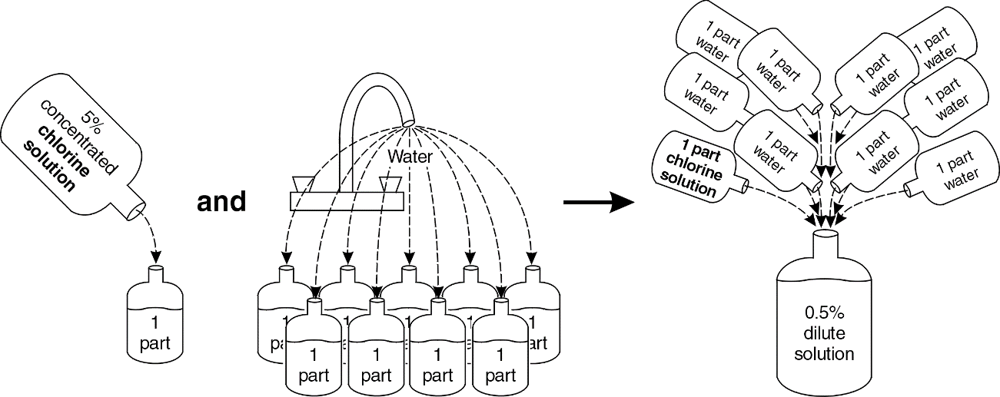 5%
concentrated
chlorine
solution
1
part
and
Water
1
part
1
part
1
part
1
part
1 part
water
1 part
water
1 part
water
1 part
water
1 part
water
1 part
water
1 part
water
1 part
water
1 part
chlorine
solution
1 part
water
0.5%
dilute
solution